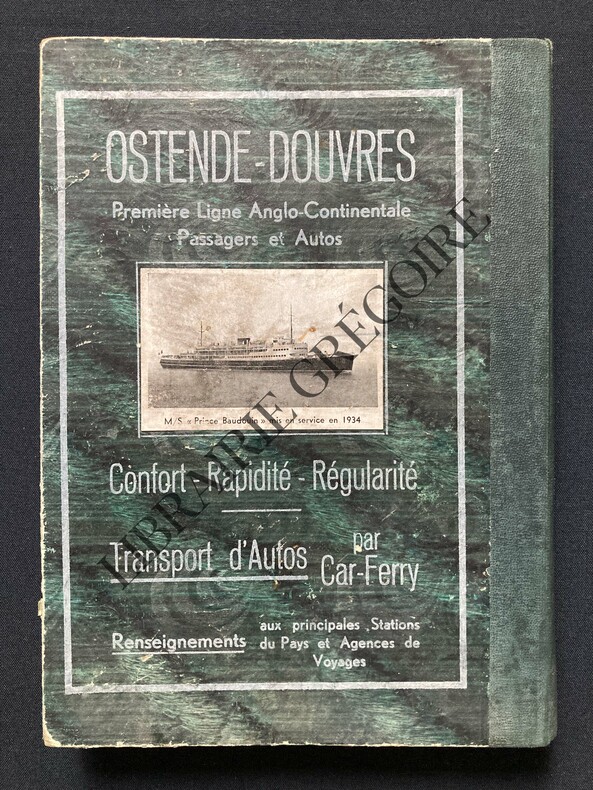 OSTENDE-DOUVRES
Première Ligne Anglo-Continentale
Passagers et Autos
M/S « Prince Baudouin » mis en service en 1934
Confort - Rapidité - Régularité
Transport d'Autos par Car-Ferry
Renseignements aux principales Stations
du Pays et Agences de
Voyages
LIBRAIRIE GRÉGOIRE